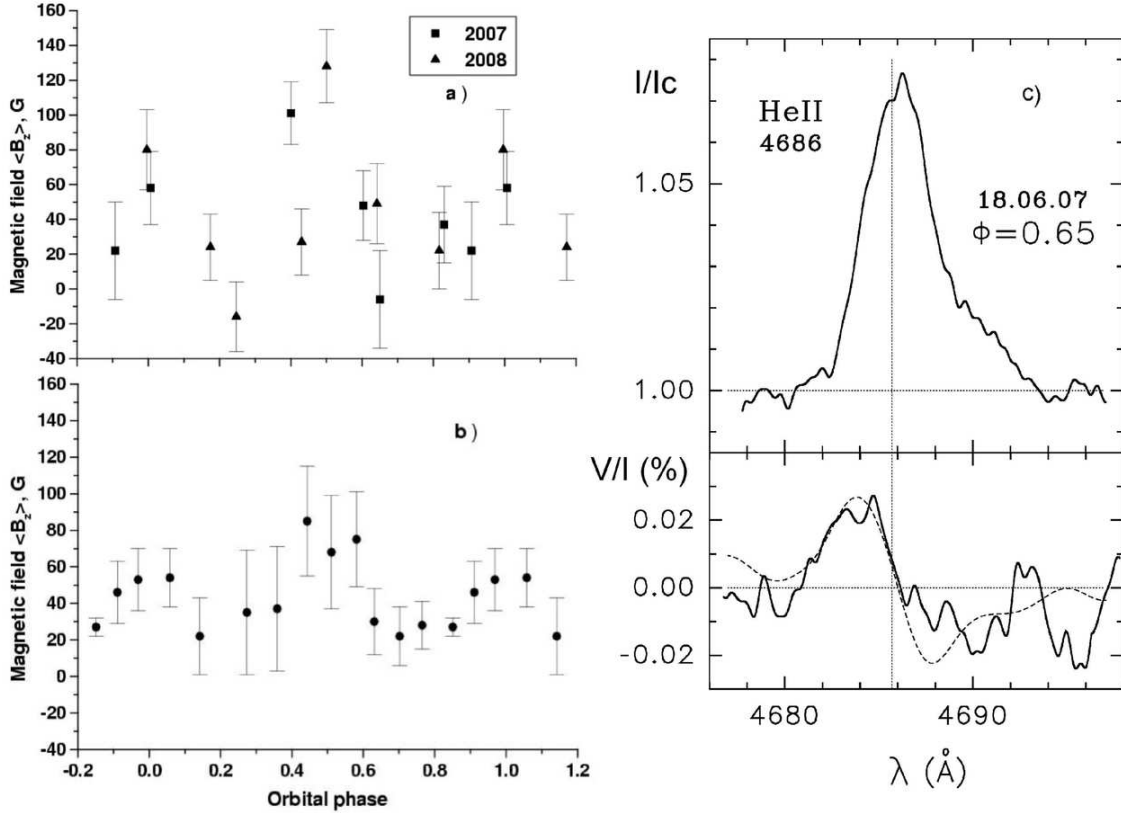 160
140
120
100
80
60
40
20
0
-20
-40
Magnetic field <B_z>, G
2007
2008
a )
160
140
120
100
80
60
40
20
0
-20
-40
Magnetic field <B_z>, G
b )
-0.2 0.0 0.2 0.4 0.6 0.8 1.0 1.2
Orbital phase
I/Ic
c)
HeII
4686
1.05
18.06.07
Φ=0.65
1.00
V/I (%)
0.02
0.00
-0.02
4680 4690
λ (Å)